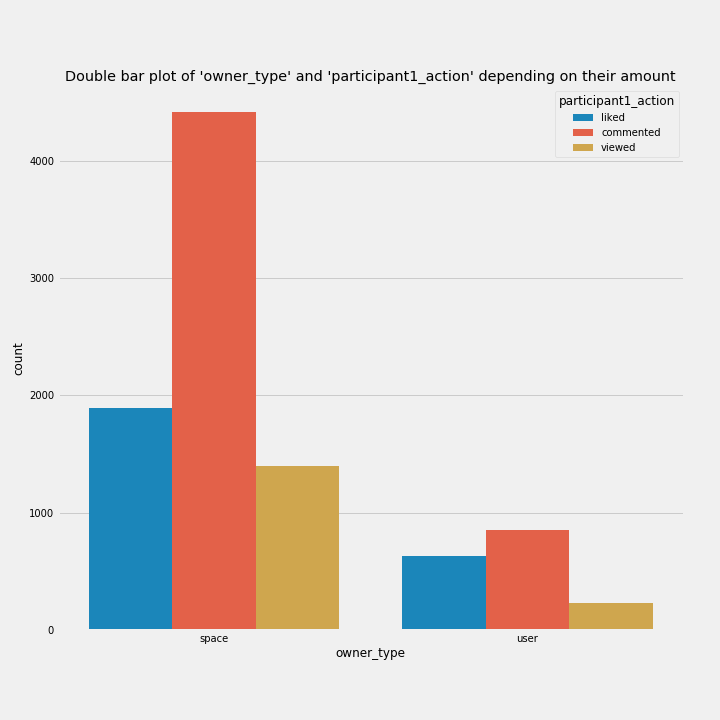 Double bar plot of 'owner_type' and 'participant1_action' depending on their amount
participant1_action
liked
commented
viewed
4000
3000
2000
1000
0
count
space
user
owner_type